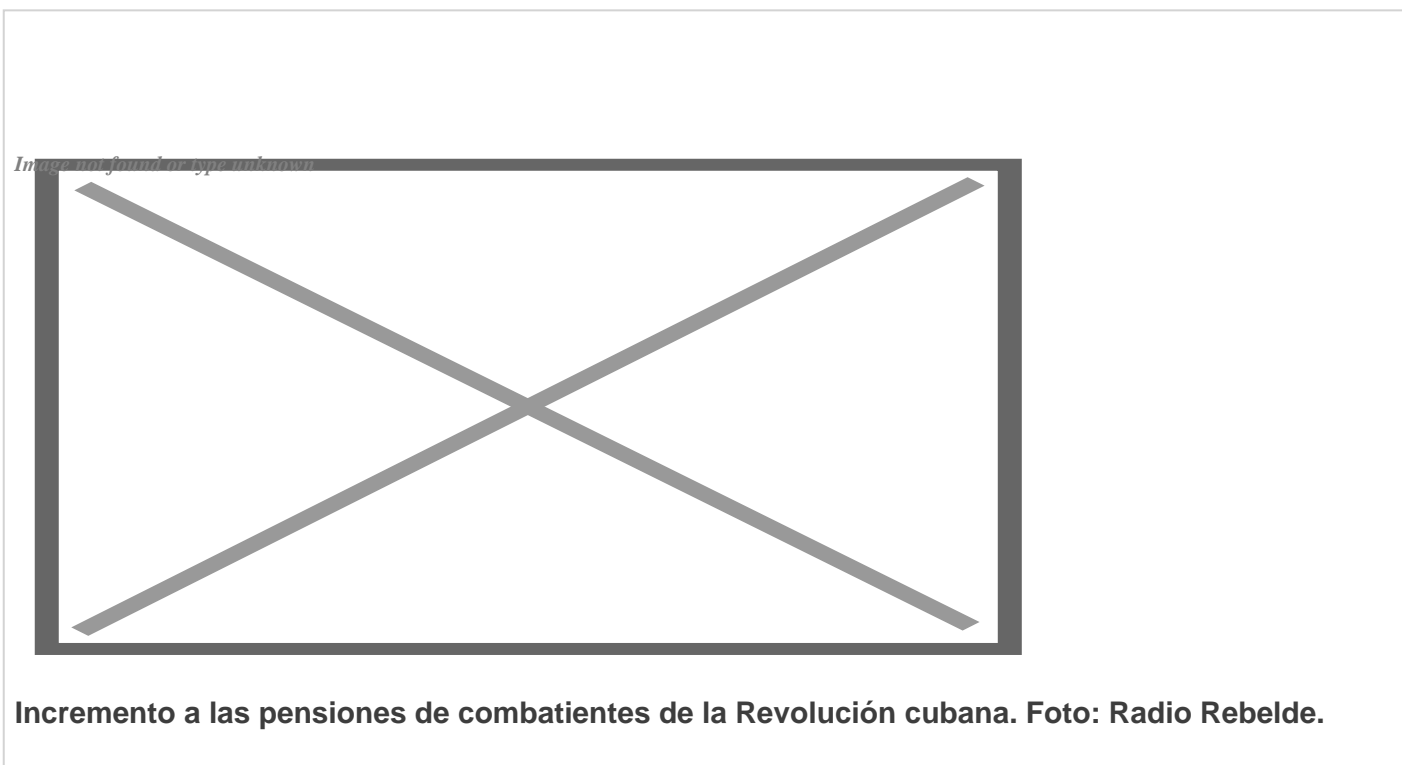 Image not found or type unknown
Incremento a las pensiones de combatientes de la Revolución cubana. Foto: Radio Rebelde.